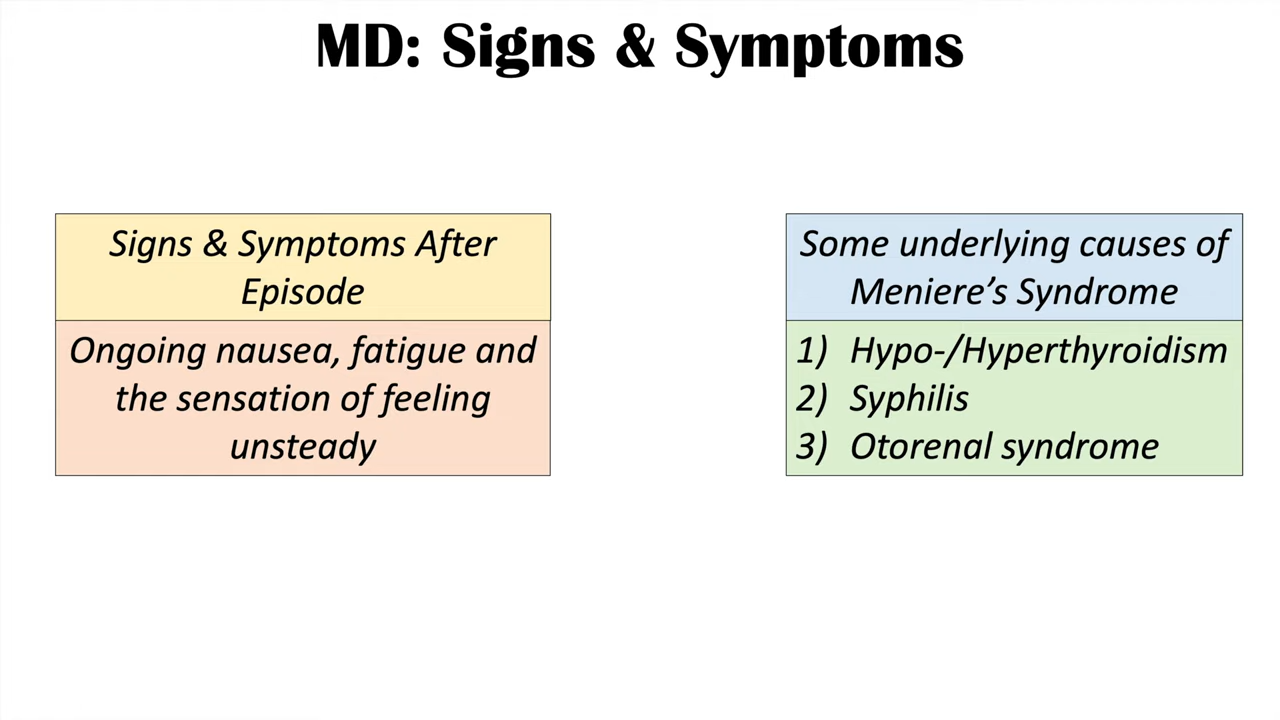 MD: Signs & Symptoms
Signs & Symptoms After
Episode
Ongoing nausea, fatigue and
the sensation of feeling
unsteady
Some underlying causes of
Meniere’s Syndrome
1) Hypo-/Hyperthyroidism
2) Syphilis
3) Otorenal syndrome